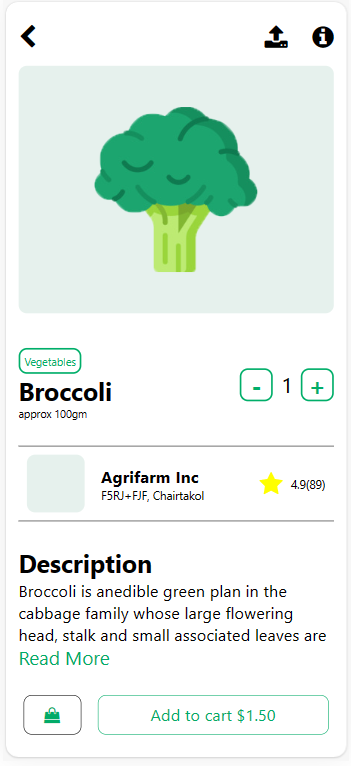 Vegetables
Broccoli
approx 100gm
- 1 +
Agrifarm Inc
F5RJ+FJF, Chairtakol
4.9(89)
Description
Broccoli is anedible green plan in the
cabbage family whose large flowering
head, stalk and small associated leaves are
Read More
Add to cart $1.50